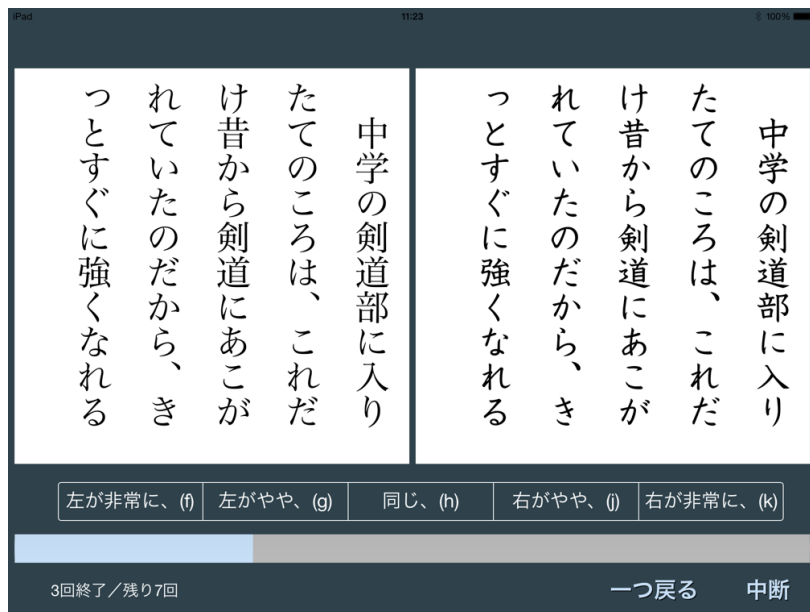 iPad
11:23
100%
中学の剣道部に入り
たてのころは、これだ
け昔から剣道にあこが
れていたのだから、き
っとすぐに強くなれる
中学の剣道部に入り
たてのころは、これだ
け昔から剣道にあこが
れていたのだから、き
っとすぐに強くなれる
左が非常に、(f)
左がやや、(g)
同じ、(h)
右がやや、(j)
右が非常に、(k)
3回終了／残り7回
一つ戻る
中断